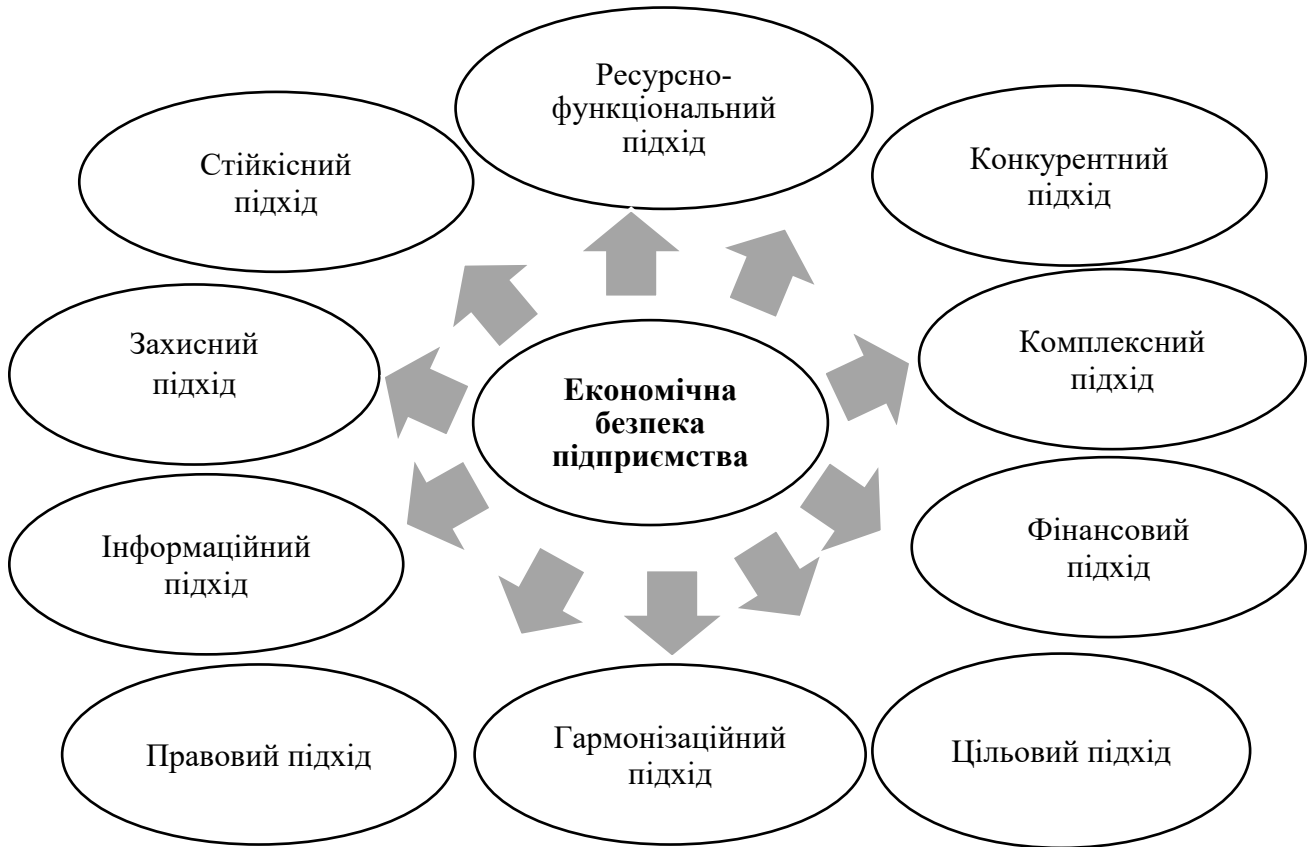 Ресурсно-
функціональний
підхід
Стійкісний
підхід
Конкурентний
підхід
Захисний
підхід
Комплексний
підхід
Економічна
безпека
підприємства
Інформаційний
підхід
Фінансовий
підхід
Правовий підхід
Гармонізаційний
підхід
Цільовий підхід